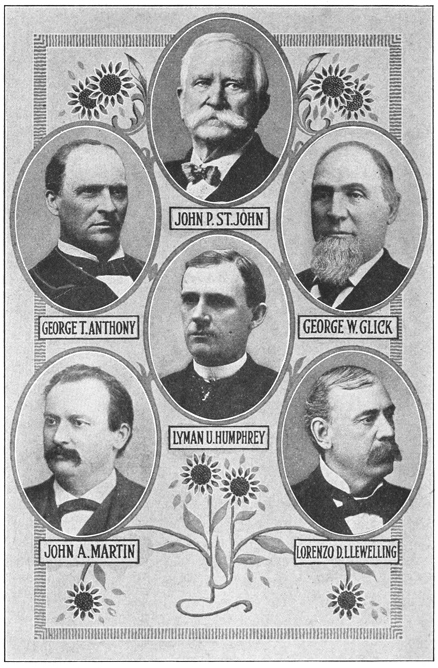 JOHN P. ST. JOHN
GEORGE T. ANTHONY
GEORGE W. GLICK
LYMAN U. HUMPHREY
JOHN A. MARTIN
LORENZO D. LLEWELLING